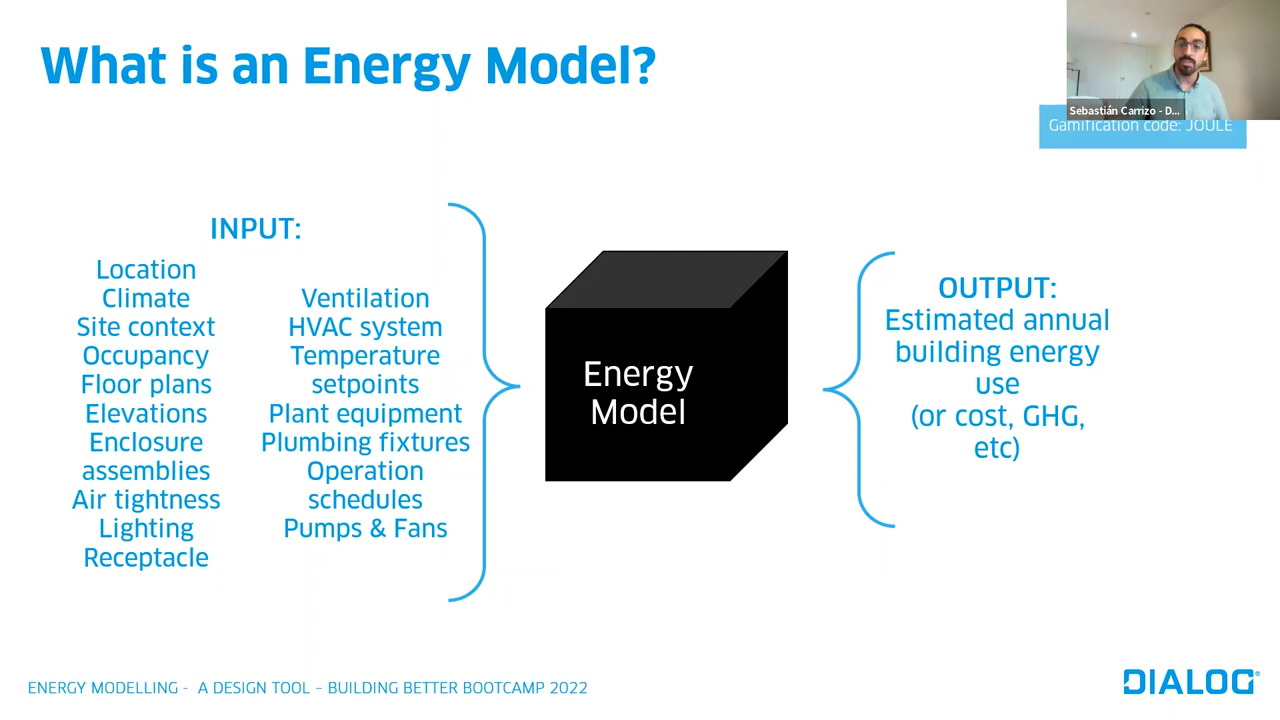 What is an Energy Model?
Sebastián Carrizo - D...
Gamification code: JOULE
INPUT:
Location
Climate
Site context
Occupancy
Floor plans
Elevations
Enclosure
assemblies
Air tightness
Lighting
Receptacle
Ventilation
HVAC system
Temperature
setpoints
Plant equipment
Plumbing fixtures
Operation
schedules
Pumps & Fans
Energy
Model
OUTPUT:
Estimated annual
building energy
use
(or cost, GHG,
etc)
ENERGY MODELLING - A DESIGN TOOL – BUILDING BETTER BOOTCAMP 2022
DIALOG®